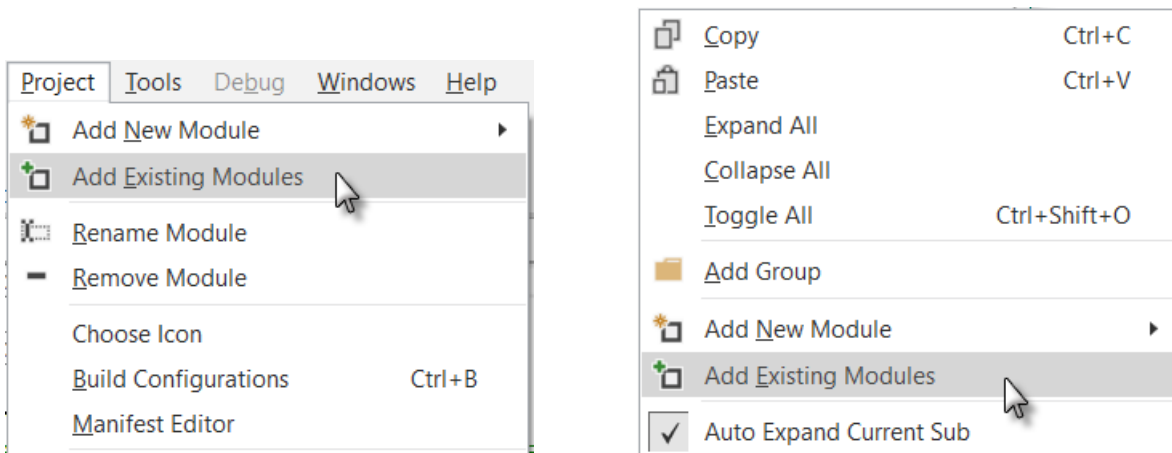 Project Tools Debug Windows Help
Add New Module
Add Existing Modules
Rename Module
Remove Module
Choose Icon
Build Configurations Ctrl+B
Manifest Editor
Copy Ctrl+C
Paste Ctrl+V
Expand All
Collapse All
Toggle All Ctrl+Shift+O
Add Group
Add New Module
Add Existing Modules
Auto Expand Current Sub